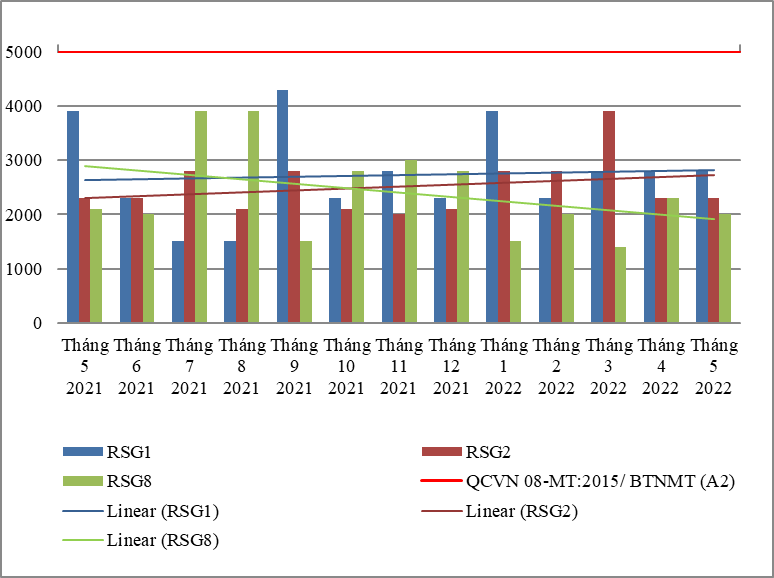 5000
4000
3000
2000
1000
0
Tháng 5 2021
Tháng 6 2021
Tháng 7 2021
Tháng 8 2021
Tháng 9 2021
Tháng 10 2021
Tháng 11 2021
Tháng 12 2021
Tháng 1 2022
Tháng 2 2022
Tháng 3 2022
Tháng 4 2022
Tháng 5 2022
RSG1
RSG2
RSG8
QCVN 08-MT:2015/ BTNMT (A2)
Linear (RSG1)
Linear (RSG2)
Linear (RSG8)